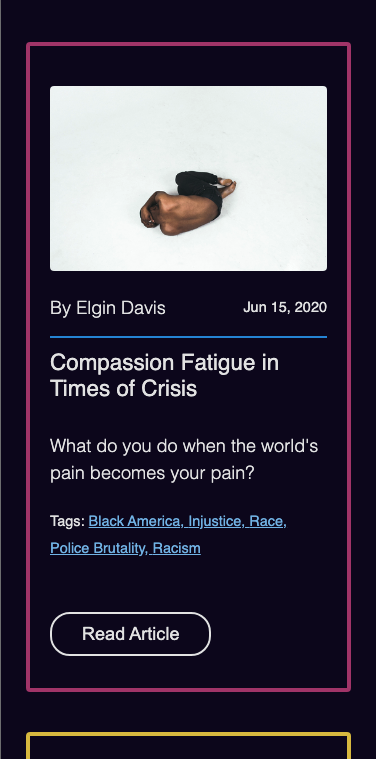 By Elgin Davis Jun 15, 2020
Compassion Fatigue in
Times of Crisis
What do you do when the world's
pain becomes your pain?
Tags: Black America, Injustice, Race,
Police Brutality, Racism
Read Article